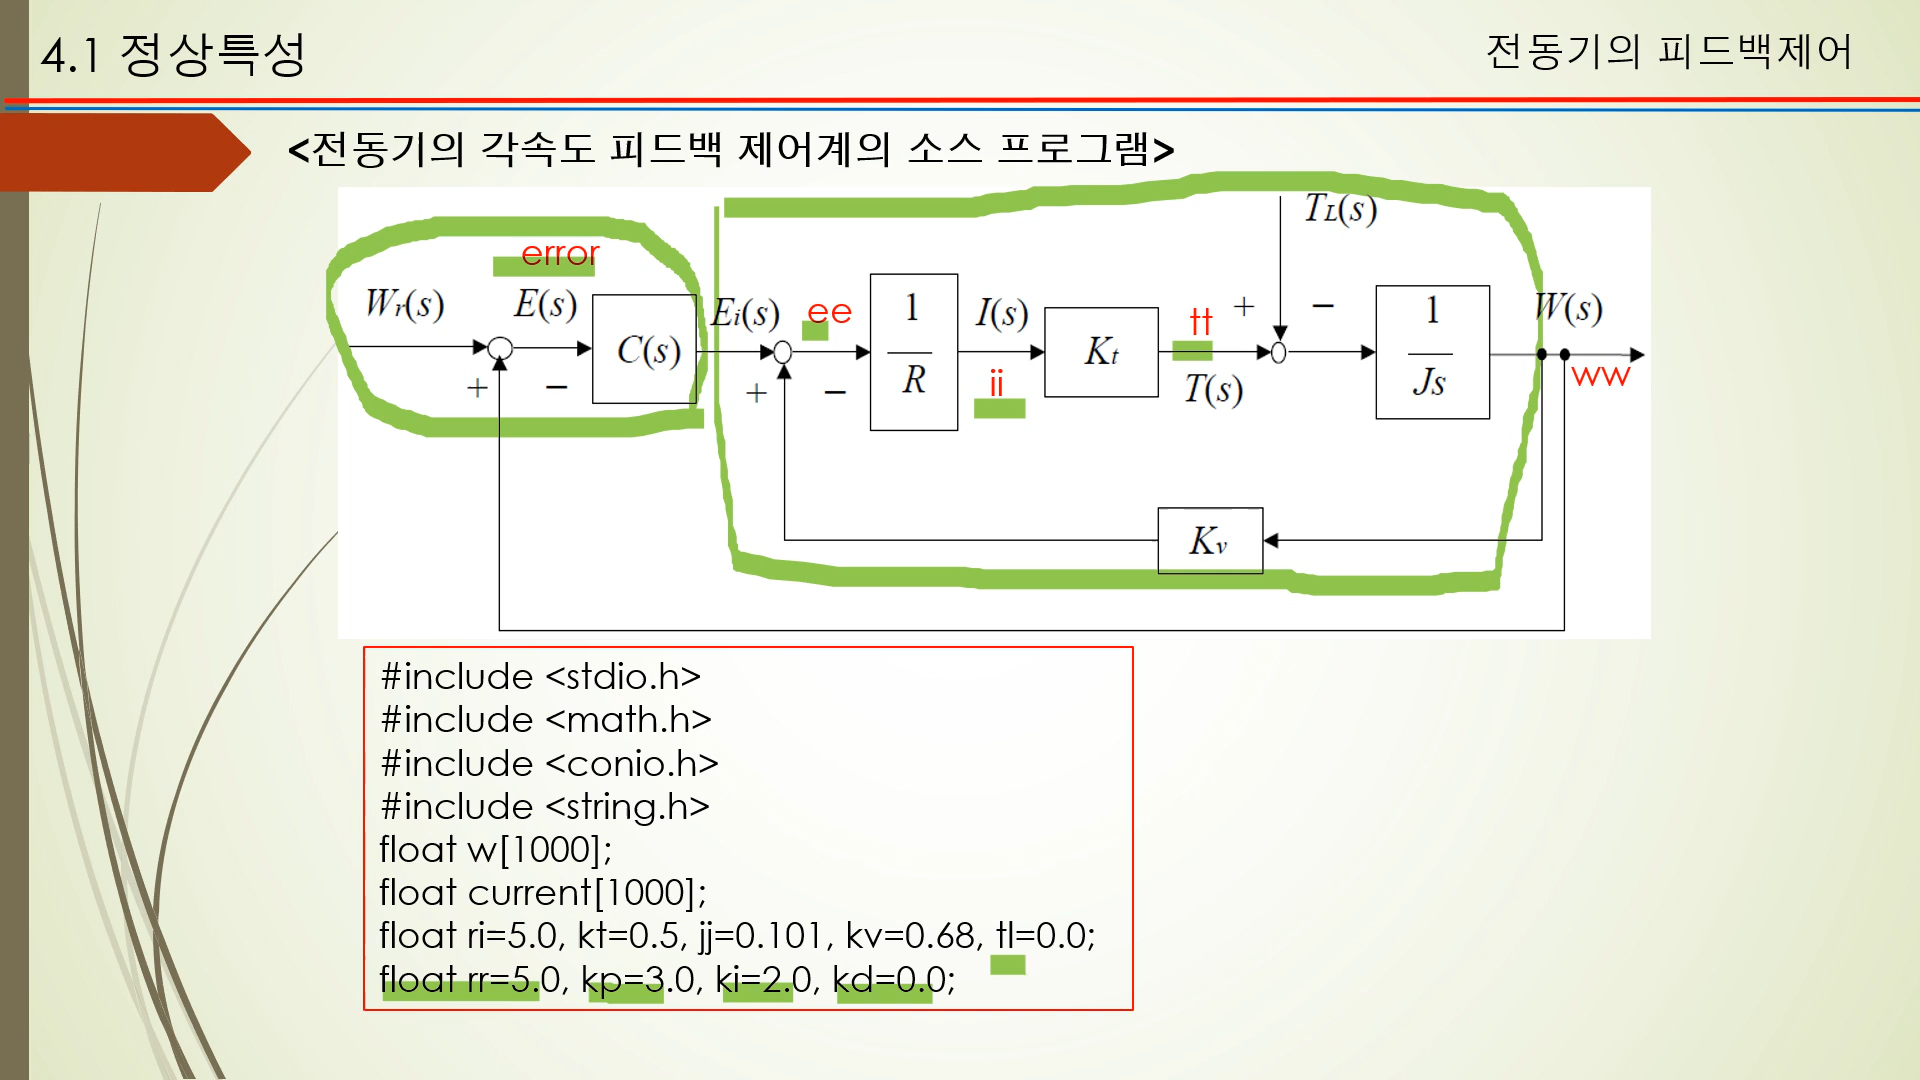 4.1 정상특성
전동기의 피드백제어
<전동기의 각속도 피드백 제어계의 소스 프로그램>
TL(s)
error
Wr(s)
E(s)
C(s)
+
−
Ei(s)
ee
+
−
1
R
I(s)
ii
Kt
tt
T(s)
+
−
1
Js
W(s)
ww
Kv
#include <stdio.h>
#include <math.h>
#include <conio.h>
#include <string.h>
float w[1000];
float current[1000];
float ri=5.0, kt=0.5, jj=0.101, kv=0.68, tl=0.0;
float rr=5.0, kp=3.0, ki=2.0, kd=0.0;